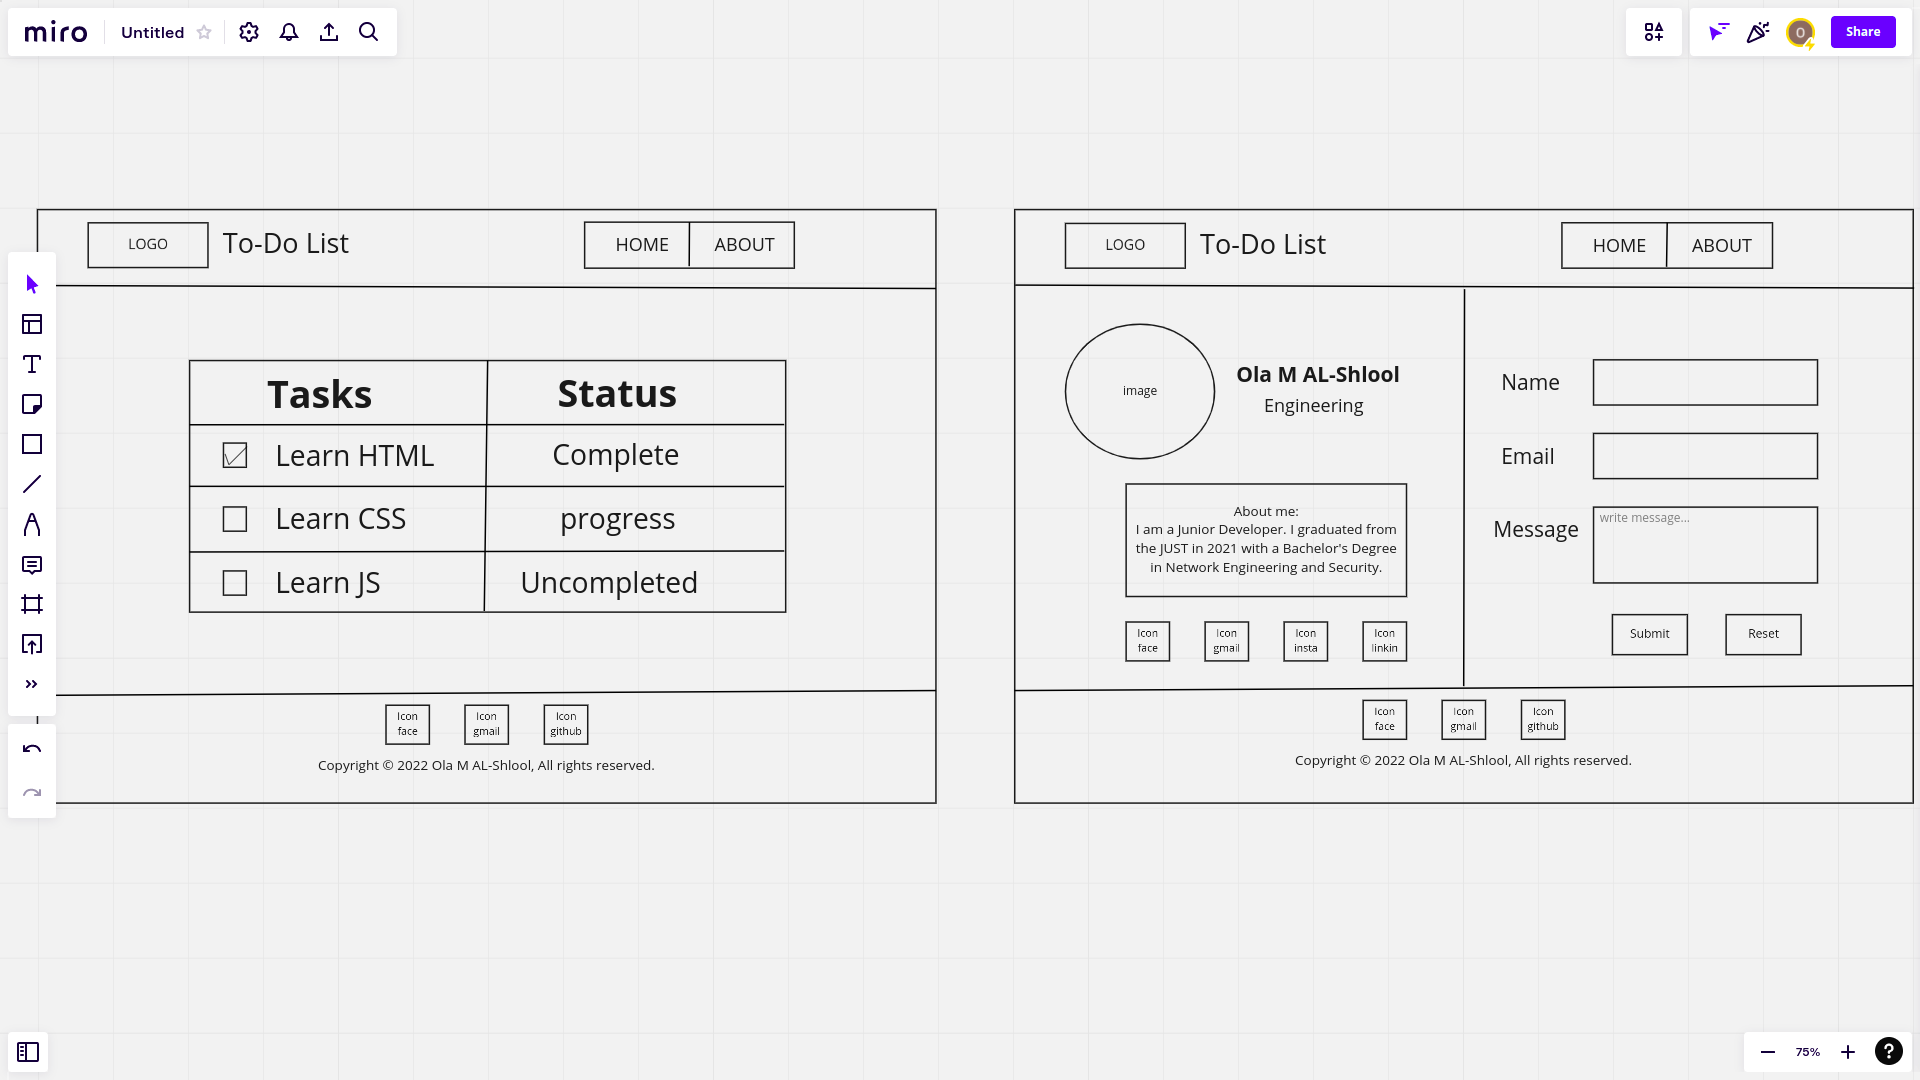 miro
Untitled
O
Share
LOGO
To-Do List
HOME
ABOUT
Tasks
Status
Learn HTML
Complete
Learn CSS
progress
Learn JS
Uncompleted
Icon
face
Icon
gmail
Icon
github
Copyright © 2022 Ola M AL-Shlool, All rights reserved.
LOGO
To-Do List
HOME
ABOUT
image
Ola M AL-Shlool
Engineering
About me:
I am a Junior Developer. I graduated from
the JUST in 2021 with a Bachelor's Degree
in Network Engineering and Security.
Icon
face
Icon
gmail
Icon
insta
Icon
linkin
Name
Email
Message
write message...
Submit
Reset
Icon
face
Icon
gmail
Icon
github
Copyright © 2022 Ola M AL-Shlool, All rights reserved.
75%
?